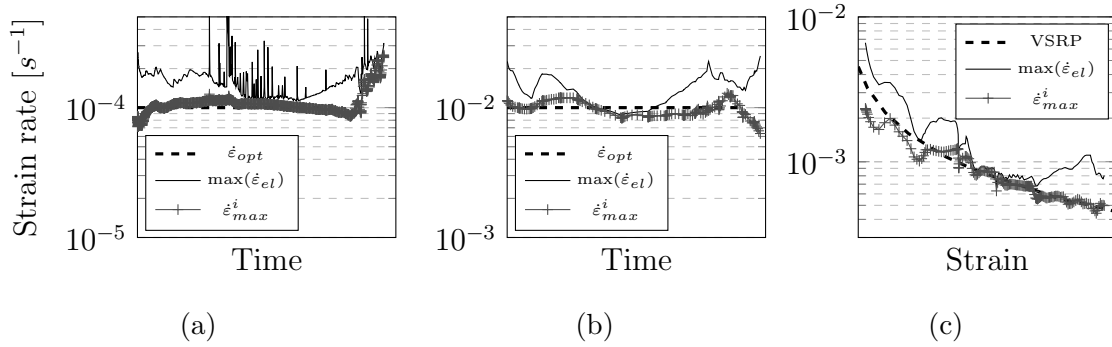 Strain rate [s⁻¹]
10⁻⁴
10⁻⁵
ε̇_opt
max(ε̇_el)
ε̇ⁱ_max
Time
(a)
10⁻²
10⁻³
ε̇_opt
max(ε̇_el)
ε̇ⁱ_max
Time
(b)
10⁻²
10⁻³
VSRP
max(ε̇_el)
ε̇ⁱ_max
Strain
(c)